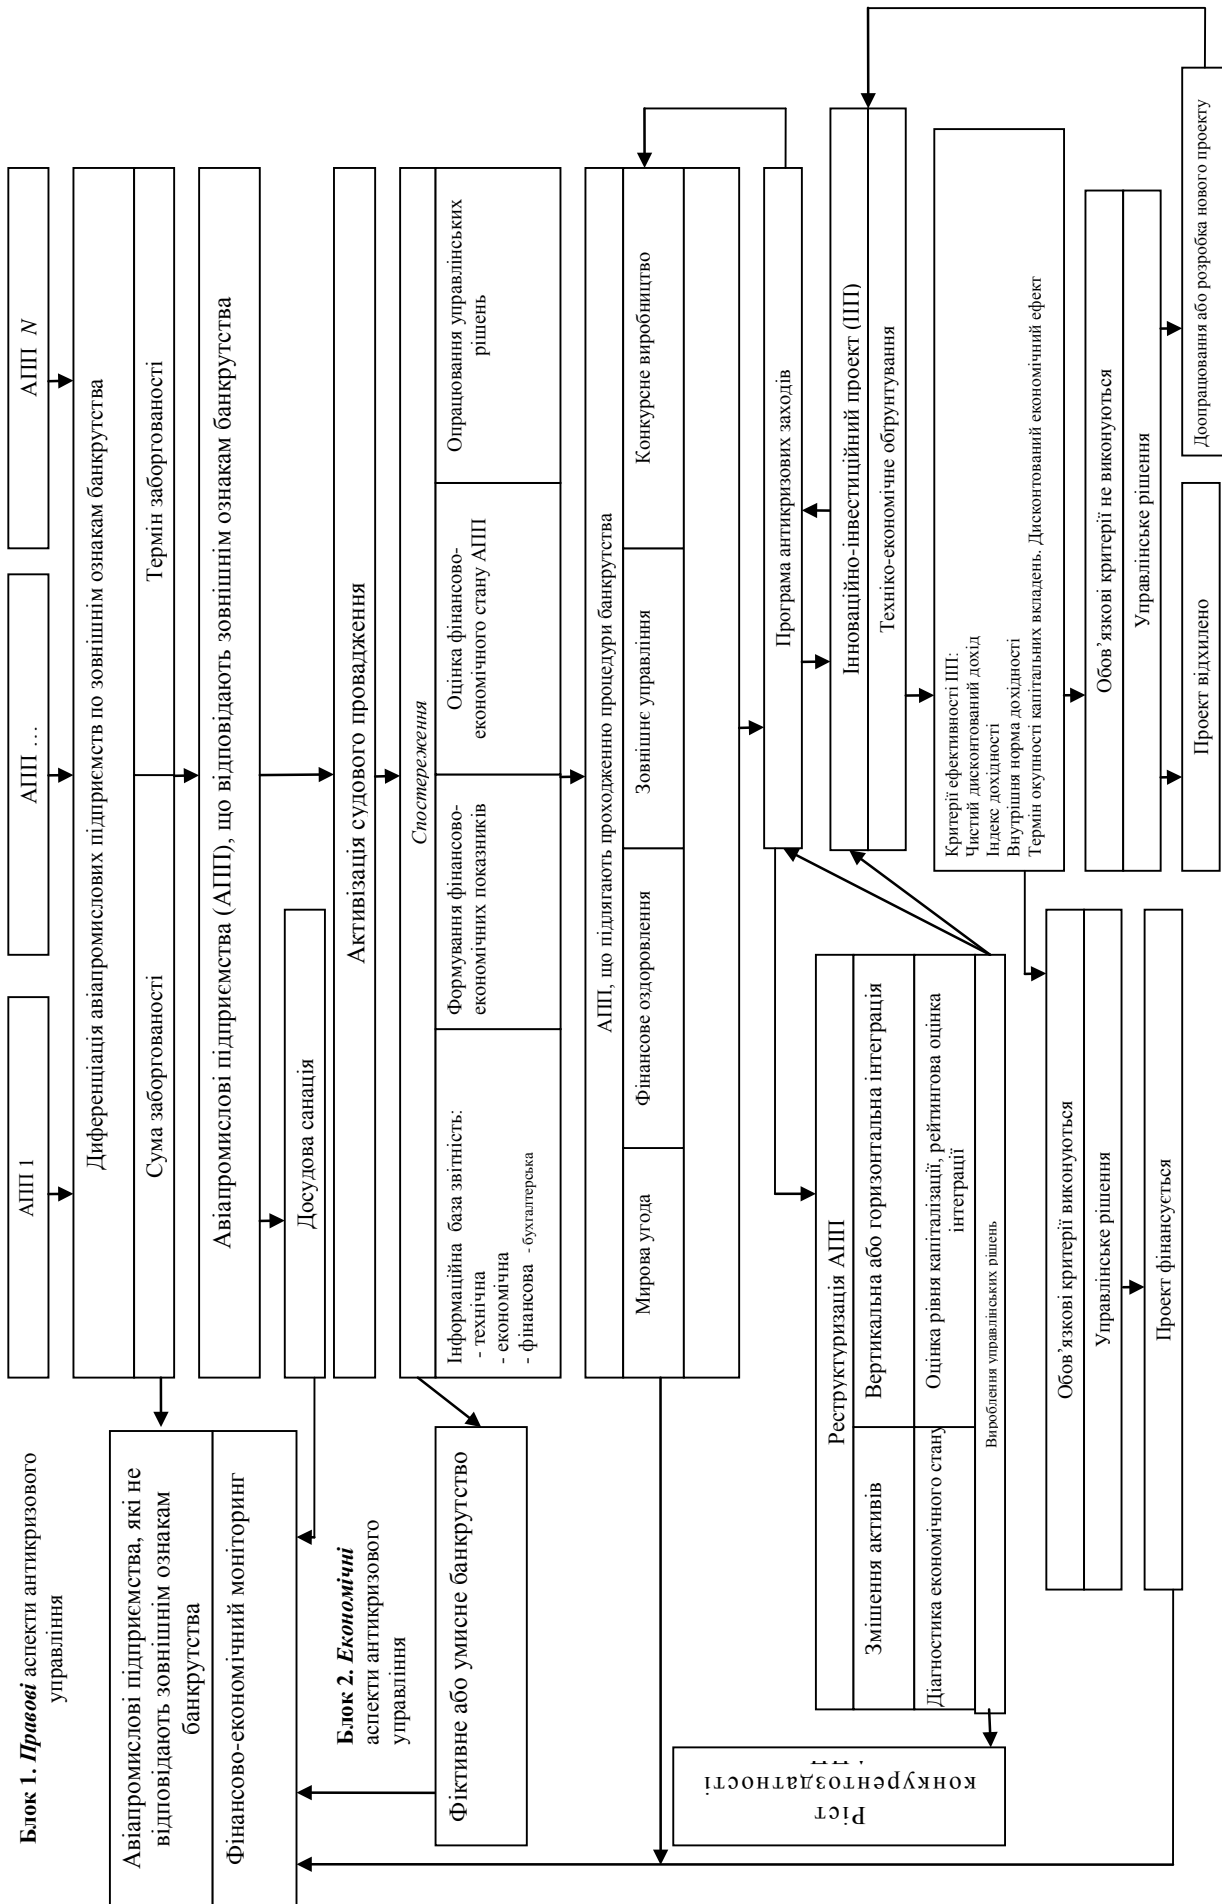 Блок 1. Правові аспекти антикризового
управління
АПП 1
АПП …
АПП N
Диференціація авіапромислових підприємств по зовнішнім ознакам банкрутства
Сума заборгованості
Термін заборгованості
Авіапромислові підприємства, які не
відповідають зовнішнім ознакам
банкрутства
Фінансово-економічний моніторинг
Авіапромислові підприємства (АПП), що відповідають зовнішнім ознакам банкрутства
Досудова санація
Блок 2. Економічні
аспекти антикризового
управління
Активізація судового провадження
Спостереження
Інформаційна база звітність:
- технічна
- економічна
- фінансова - бухгалтерська
Формування фінансово-
економічних показників
Оцінка фінансово-
економічного стану АПП
Опрацювання управлінських
рішень
Фіктивне або умисне банкрутство
АПП, що підлягають проходженню процедури банкрутства
Мирова угода
Фінансове оздоровлення
Зовнішнє управління
Конкурсне виробництво
Програма антикризових заходів
Реструктуризація АПП
Змішення активів
Вертикальна або горизонтальна інтеграція
Діагностика економічного стану
Оцінка рівня капіталізації, рейтингова оцінка
інтеграції
Вироблення управлінських рішень
Ріст
конкурентоздатності
Інноваційно-інвестиційний проект (ІІП)
Техніко-економічне обґрунтування
Критерії ефективності ІІП:
Чистий дисконтований дохід
Індекс дохідності
Внутрішня норма дохідності
Термін окупності капітальних вкладень. Дисконтований економічний ефект
Обов’язкові критерії виконуються
Управлінське рішення
Проект фінансується
Обов’язкові критерії не виконуються
Управлінське рішення
Проект відхилено
Доопрацювання або розробка нового проекту